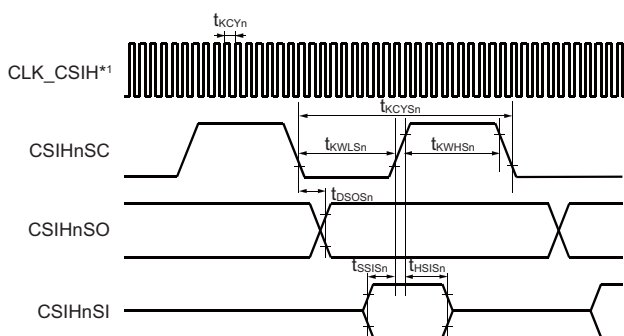 tKCYn
CLK_CSIH*1
tKCYSn
CSIHnSC
tKWLSn
tKWHSn
tDSOSn
CSIHnSO
tSSISn
tHSISn
CSIHnSI